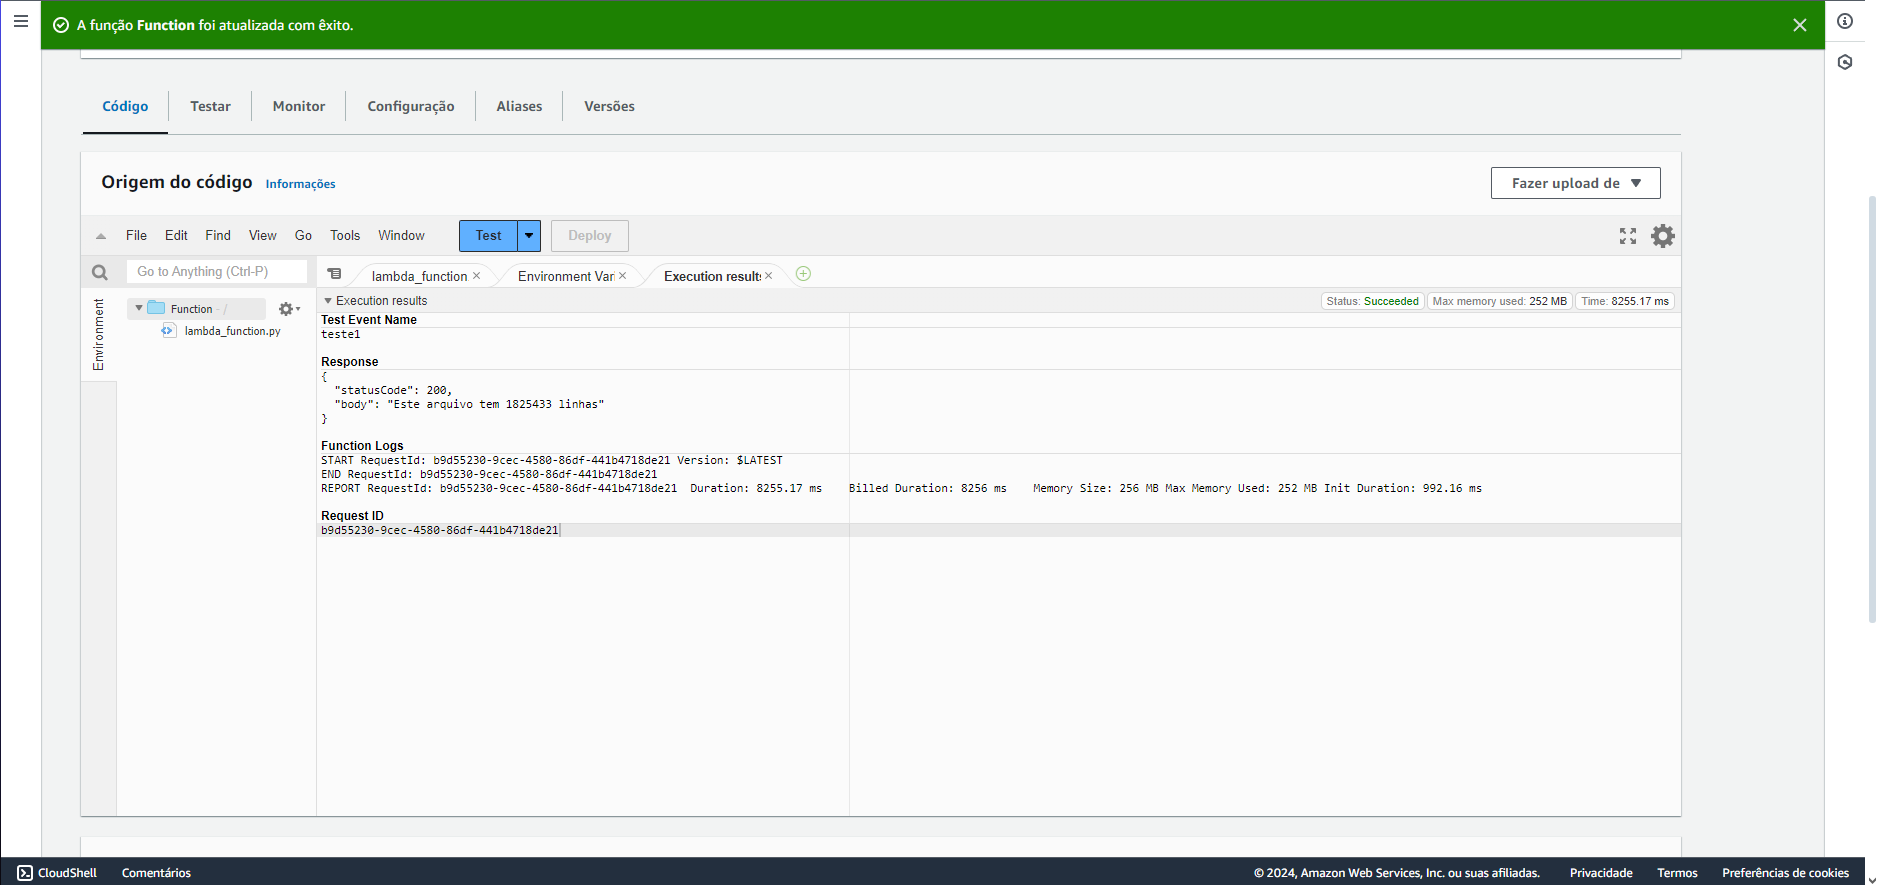 A função Function foi atualizada com êxito.
Código Testar Monitor Configuração Aliases Versões
Origem do código Informações
Fazer upload de
File Edit Find View Go Tools Window Test Deploy
Go to Anything (Ctrl-P)
lambda_function Environment Vari Execution results
Environment
Function - /
lambda_function.py
Execution results
Status: Succeeded Max memory used: 252 MB Time: 8255.17 ms
Test Event Name
teste1
Response
{
"statusCode": 200,
"body": "Este arquivo tem 1825433 linhas"
}
Function Logs
START RequestId: b9d55230-9cec-4580-86df-441b4718de21 Version: $LATEST
END RequestId: b9d55230-9cec-4580-86df-441b4718de21
REPORT RequestId: b9d55230-9cec-4580-86df-441b4718de21 Duration: 8255.17 ms Billed Duration: 8256 ms Memory Size: 256 MB Max Memory Used: 252 MB Init Duration: 992.16 ms
Request ID
b9d55230-9cec-4580-86df-441b4718de21
CloudShell Comentários
© 2024, Amazon Web Services, Inc. ou suas afiliadas. Privacidade Termos Preferências de cookies